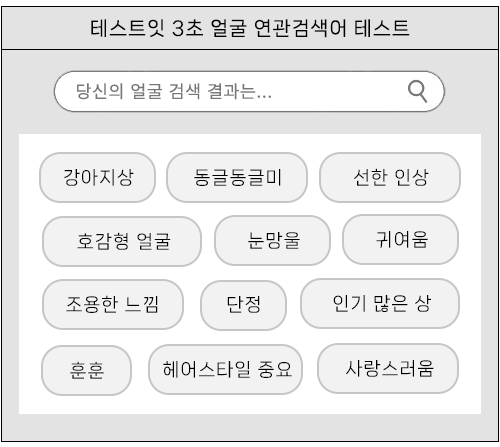 테스트잇 3초 얼굴 연관검색어 테스트
당신의 얼굴 검색 결과는...
강아지상 동글동글미 선한 인상
호감형 얼굴 눈망울 귀여움
조용한 느낌 단정 인기 많은 상
훈훈 헤어스타일 중요 사랑스러움